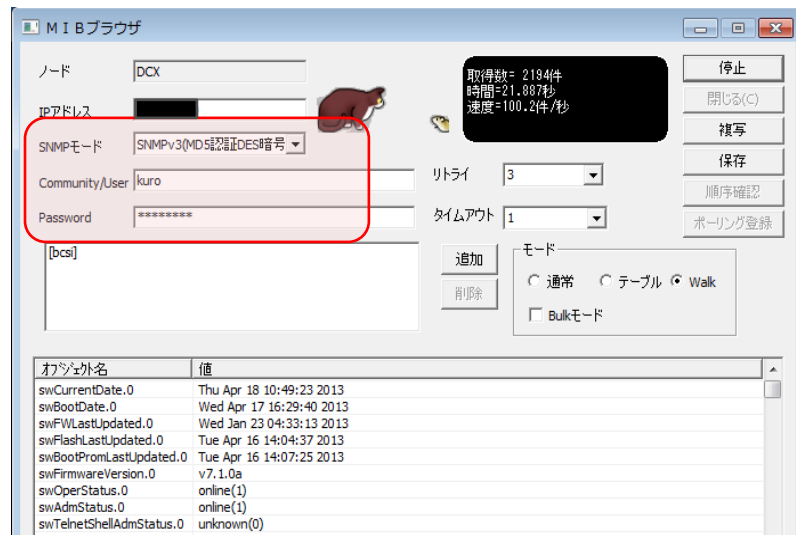 MIBブラウザ
ノード DCX
IPアドレス
SNMPモード SNMPv3(MD5認証DES暗号
Community/User kuro
Password ********
取得数= 2194件
時間=21.887秒
速度=100.2件/秒
停止
閉じる(C)
複写
保存
順序確認
ポーリング登録
リトライ 3
タイムアウト 1
[bcsi]
追加
削除
モード
通常 テーブル Walk
Bulkモード
オブジェクト名 値
swCurrentDate.0 Thu Apr 18 10:49:23 2013
swBootDate.0 Wed Apr 17 16:29:40 2013
swFWLastUpdated.0 Wed Jan 23 04:33:13 2013
swFlashLastUpdated.0 Tue Apr 16 14:04:37 2013
swBootPromLastUpdated.0 Tue Apr 16 14:07:25 2013
swFirmwareVersion.0 v7.1.0a
swOperStatus.0 online(1)
swAdmStatus.0 online(1)
swTelnetShellAdmStatus.0 unknown(0)